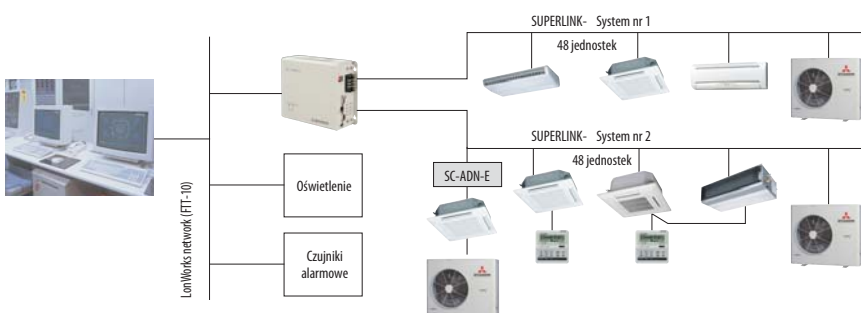 SUPERLINK- System nr 1
48 jednostek
SUPERLINK- System nr 2
48 jednostek
SC-ADN-E
Oświetlenie
Czujniki
alarmowe
LonWorks network (FTT-10)